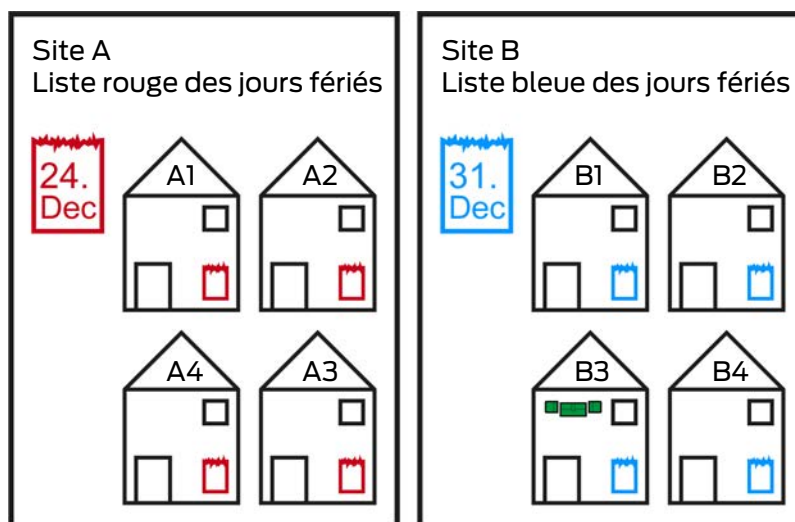 Site A
Liste rouge des jours fériés
24.
Dec
A1
A2
A4
A3
Site B
Liste bleue des jours fériés
31.
Dec
B1
B2
B3
B4